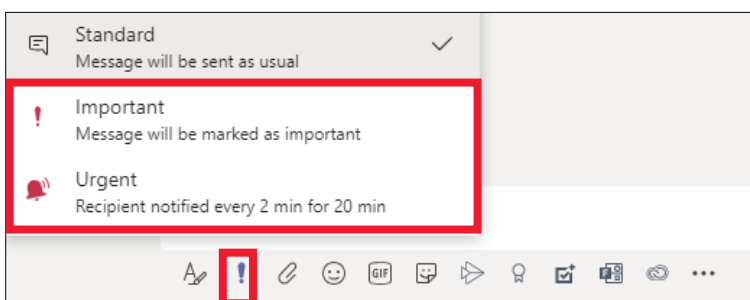 Standard
Message will be sent as usual
Important
Message will be marked as important
Urgent
Recipient notified every 2 min for 20 min
GIF